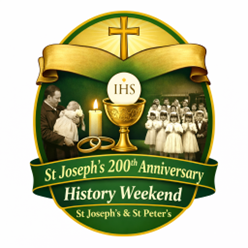 IHS
St Joseph's 200th Anniversary
History Weekend
St Joseph's & St Peter's